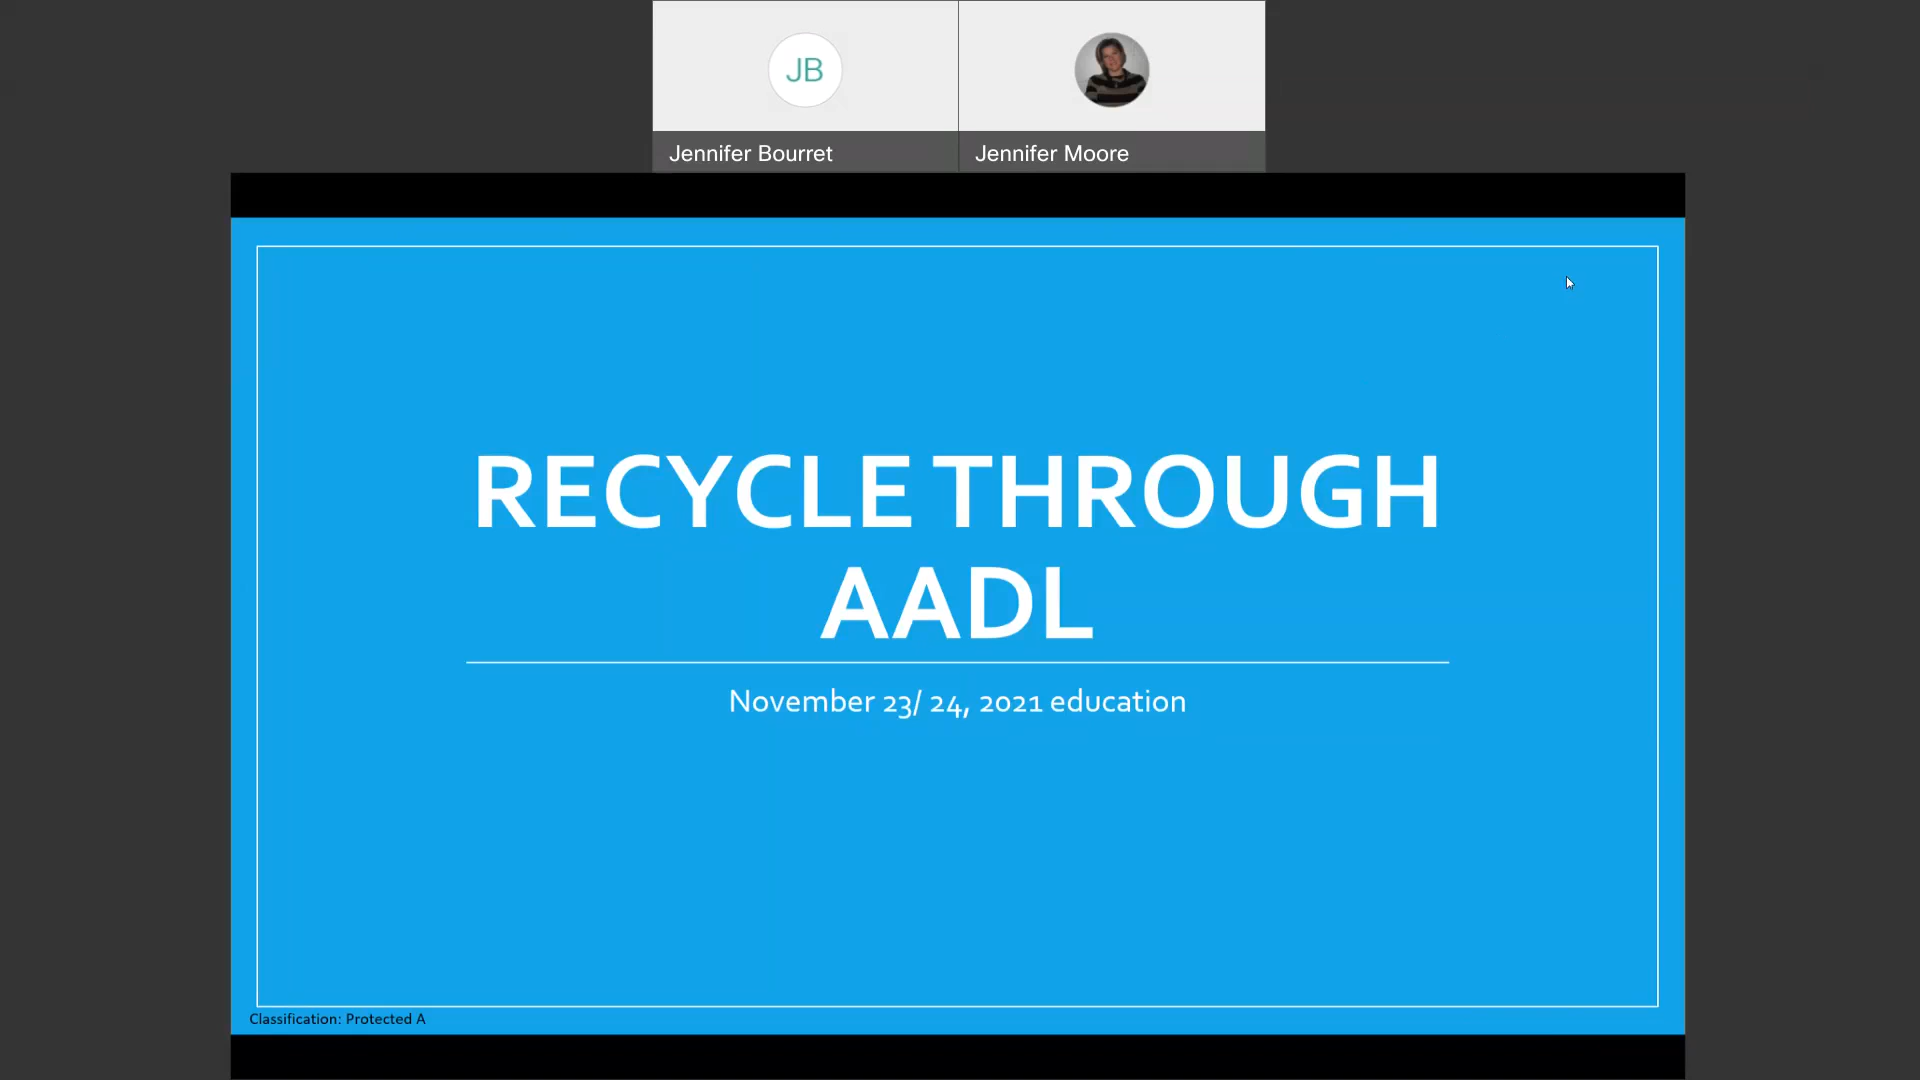 JB
Jennifer Bourret
Jennifer Moore
RECYCLE THROUGH
AADL
November 23/ 24, 2021 education
Classification: Protected A